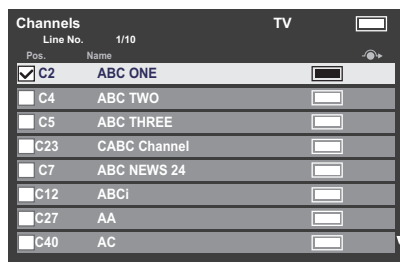 Channels TV
Line No. 1/10
Pos. Name
C2 ABC ONE
C4 ABC TWO
C5 ABC THREE
C23 CABC Channel
C7 ABC NEWS 24
C12 ABCi
C27 AA
C40 AC